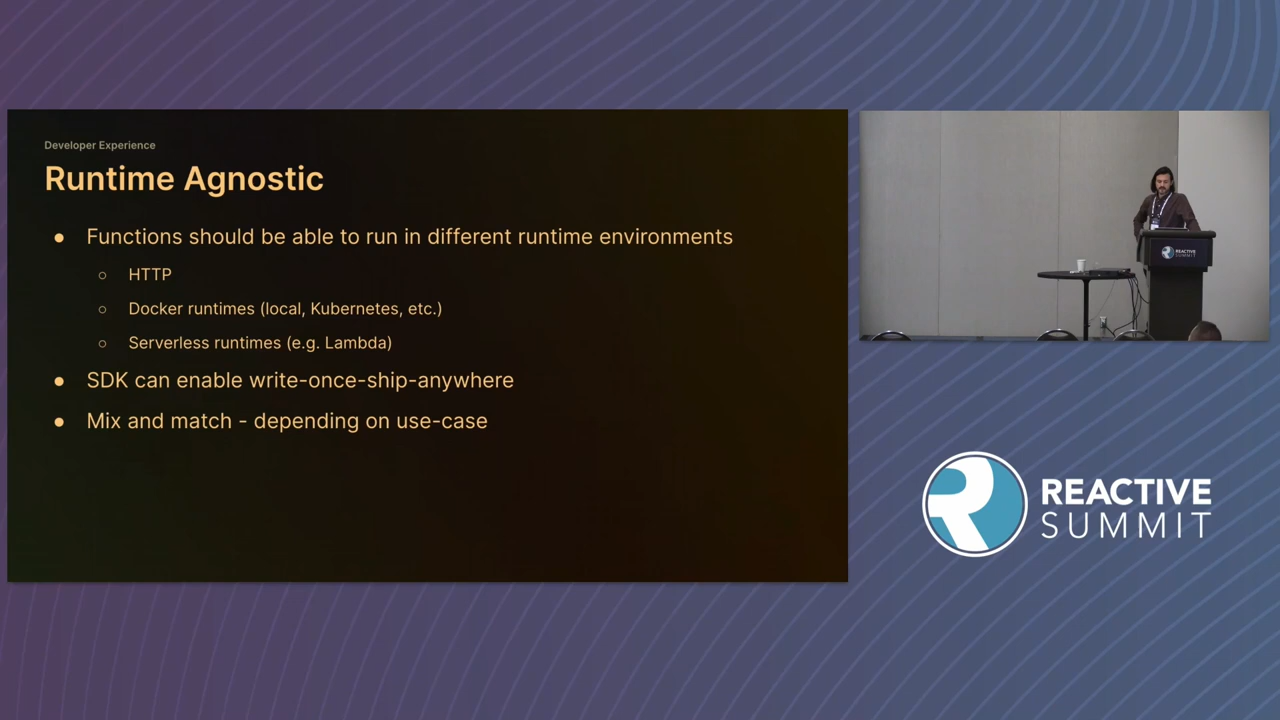 Developer Experience
Runtime Agnostic
● Functions should be able to run in different runtime environments
○ HTTP
○ Docker runtimes (local, Kubernetes, etc.)
○ Serverless runtimes (e.g. Lambda)
● SDK can enable write-once-ship-anywhere
● Mix and match - depending on use-case
REACTIVE
SUMMIT
REACTIVE
SUMMIT